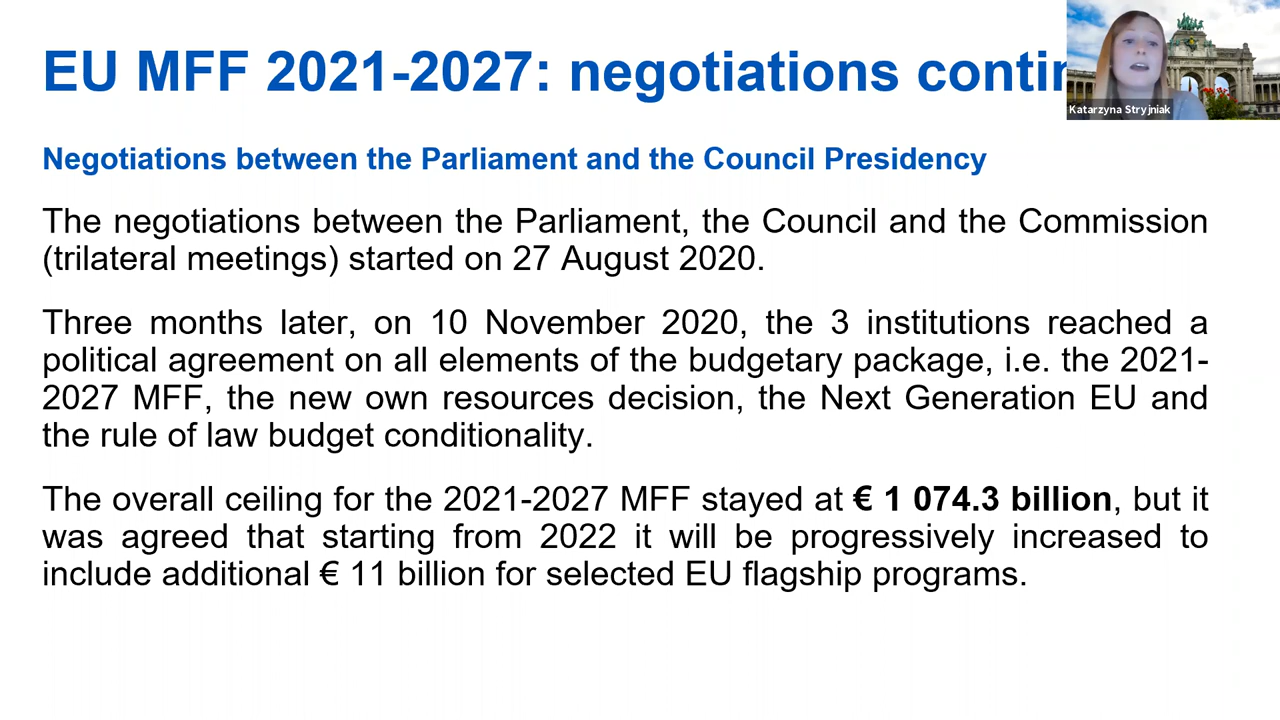 EU MFF 2021-2027: negotiations contin
Katarzyna Stryjniak
Negotiations between the Parliament and the Council Presidency
The negotiations between the Parliament, the Council and the Commission
(trilateral meetings) started on 27 August 2020.
Three months later, on 10 November 2020, the 3 institutions reached a
political agreement on all elements of the budgetary package, i.e. the 2021-
2027 MFF, the new own resources decision, the Next Generation EU and
the rule of law budget conditionality.
The overall ceiling for the 2021-2027 MFF stayed at € 1 074.3 billion, but it
was agreed that starting from 2022 it will be progressively increased to
include additional € 11 billion for selected EU flagship programs.